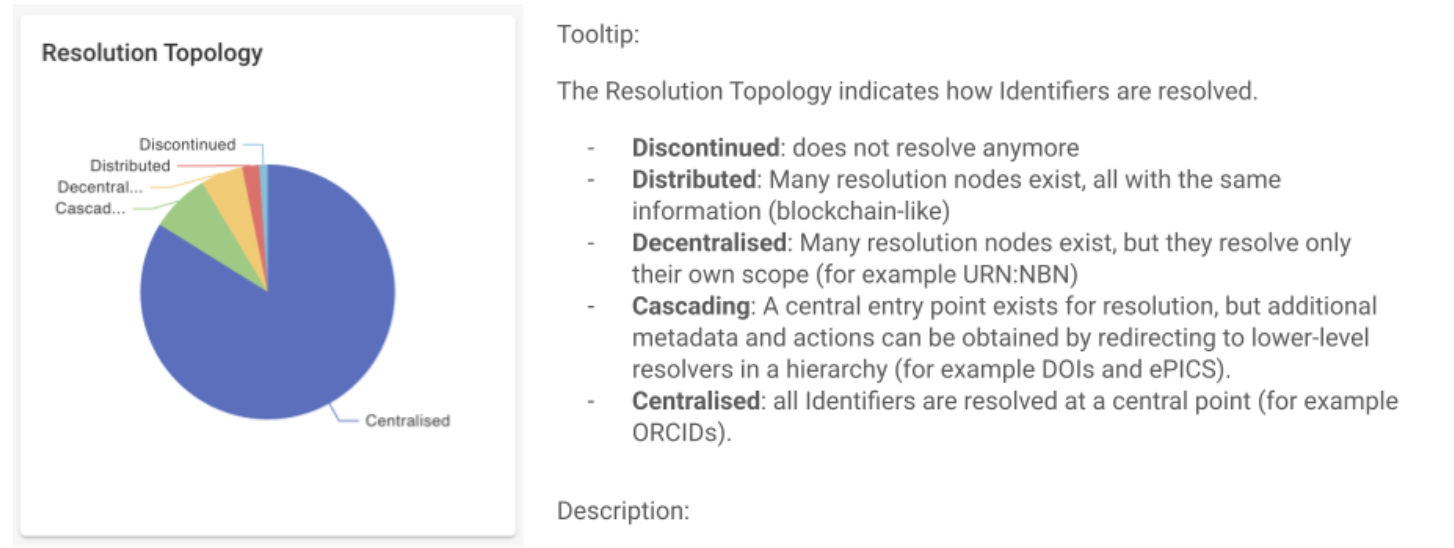 Resolution Topology
Discontinued
Distributed
Decentral...
Cascad...
Centralised
Tooltip:
The Resolution Topology indicates how Identifiers are resolved.
- Discontinued: does not resolve anymore
- Distributed: Many resolution nodes exist, all with the same
information (blockchain-like)
- Decentralised: Many resolution nodes exist, but they resolve only
their own scope (for example URN:NBN)
- Cascading: A central entry point exists for resolution, but additional
metadata and actions can be obtained by redirecting to lower-level
resolvers in a hierarchy (for example DOIs and ePICS).
- Centralised: all Identifiers are resolved at a central point (for example
ORCIDs).
Description: